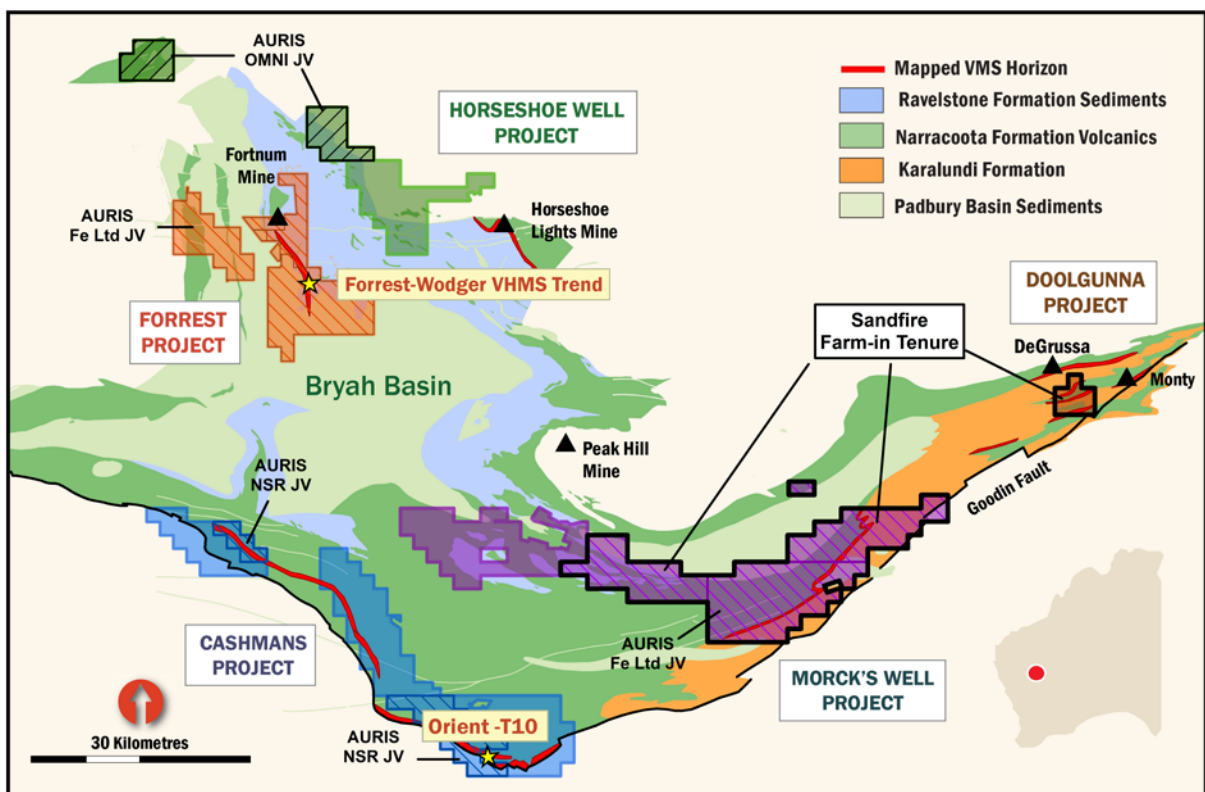 AURIS
OMNI JV
HORSESHOE WELL
PROJECT
Mapped VMS Horizon
Ravelstone Formation Sediments
Narracoota Formation Volcanics
Karalundi Formation
Padbury Basin Sediments
Fortnum
Mine
AURIS
Fe Ltd JV
Horseshoe
Lights Mine
Forrest-Wodger VHMS Trend
FORREST
PROJECT
DOOLGUNNA
PROJECT
Sandfire
Farm-in Tenure
DeGrussa
Monty
Bryah Basin
Peak Hill
Mine
AURIS
NSR JV
Goodin Fault
CASHMANS
PROJECT
AURIS
Fe Ltd JV
MORCK'S WELL
PROJECT
Orient -T10
AURIS
NSR JV
30 Kilometres